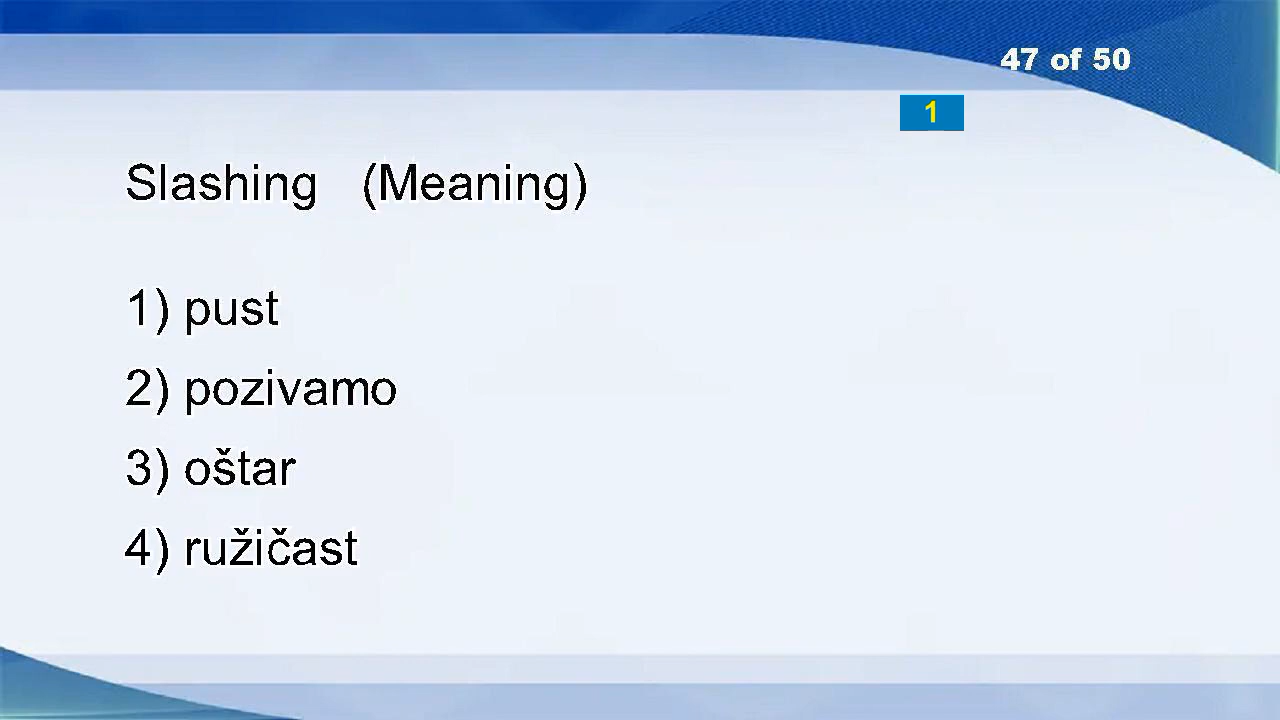 47 of 50
1
Slashing (Meaning)
1) pust
2) pozivamo
3) oštar
4) ružičast